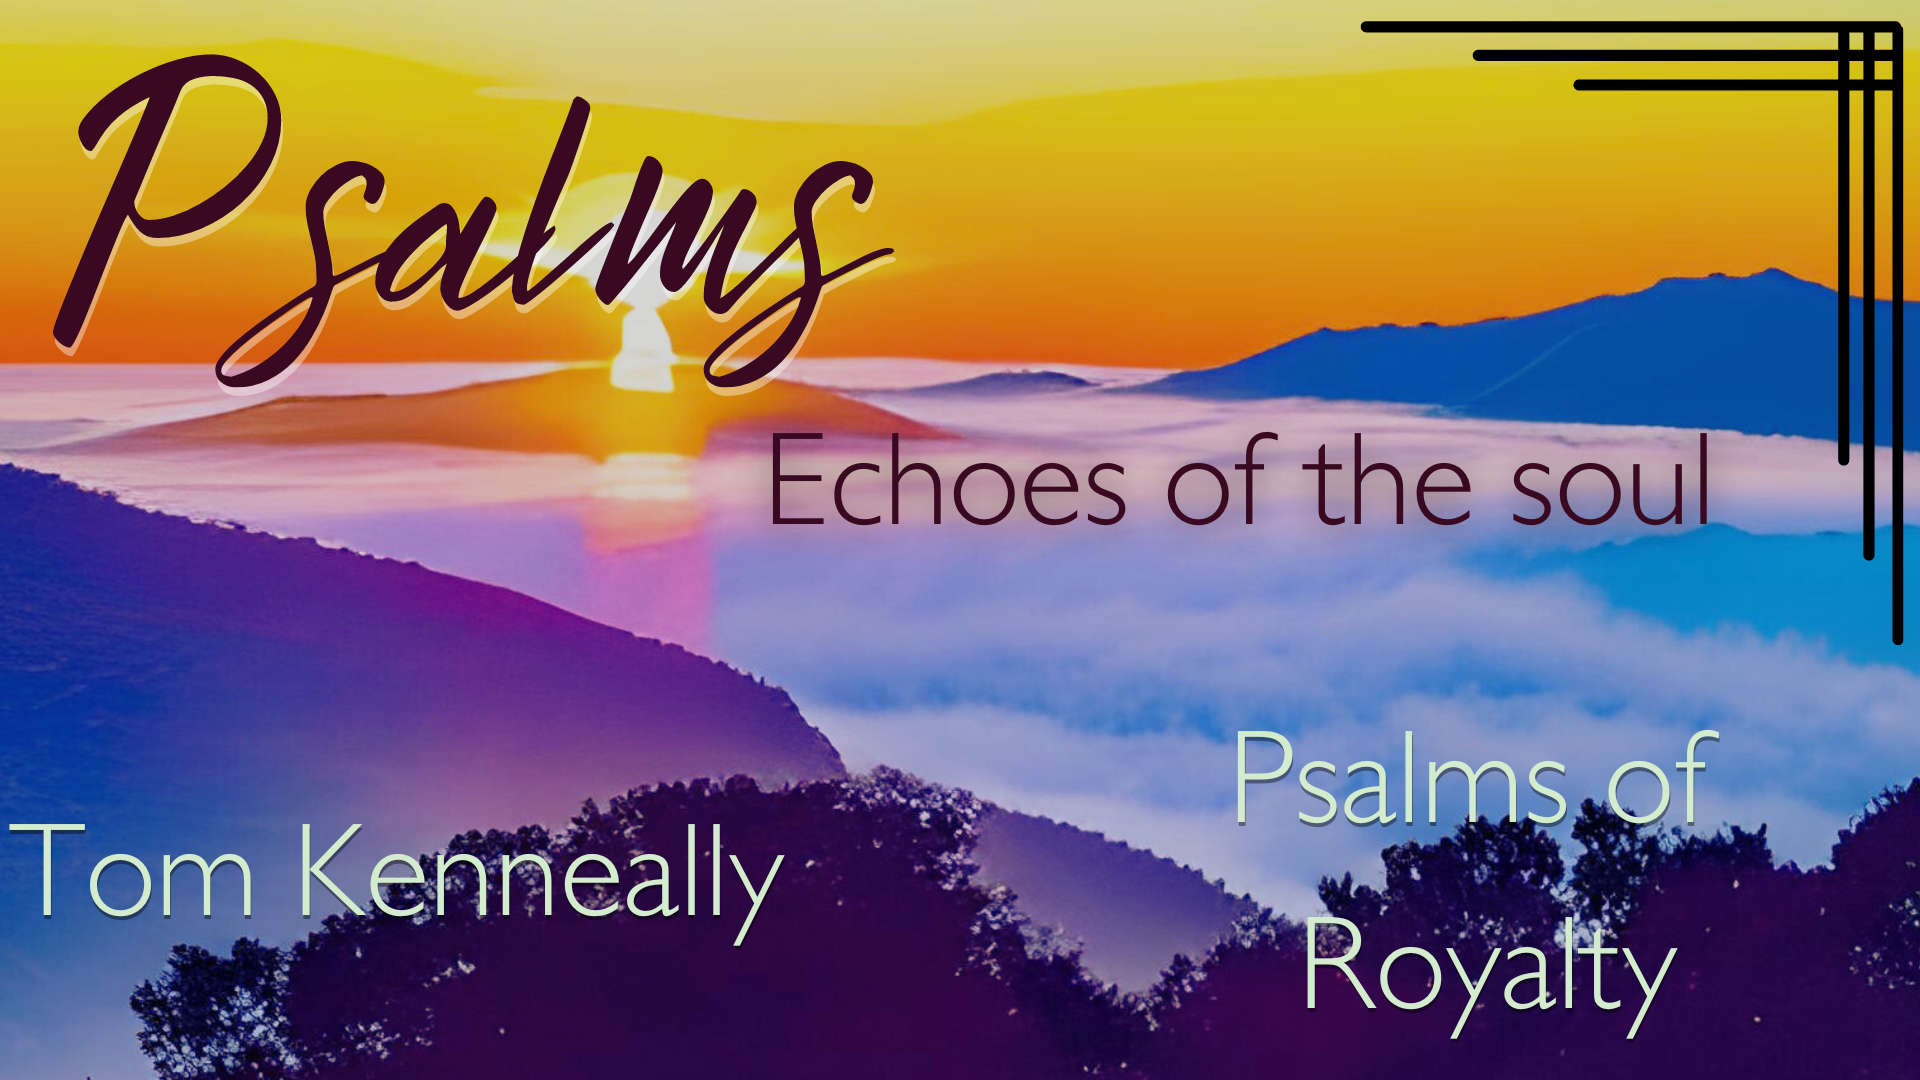 Psalms
Echoes of the soul
Psalms of
Royalty
Tom Kenneally